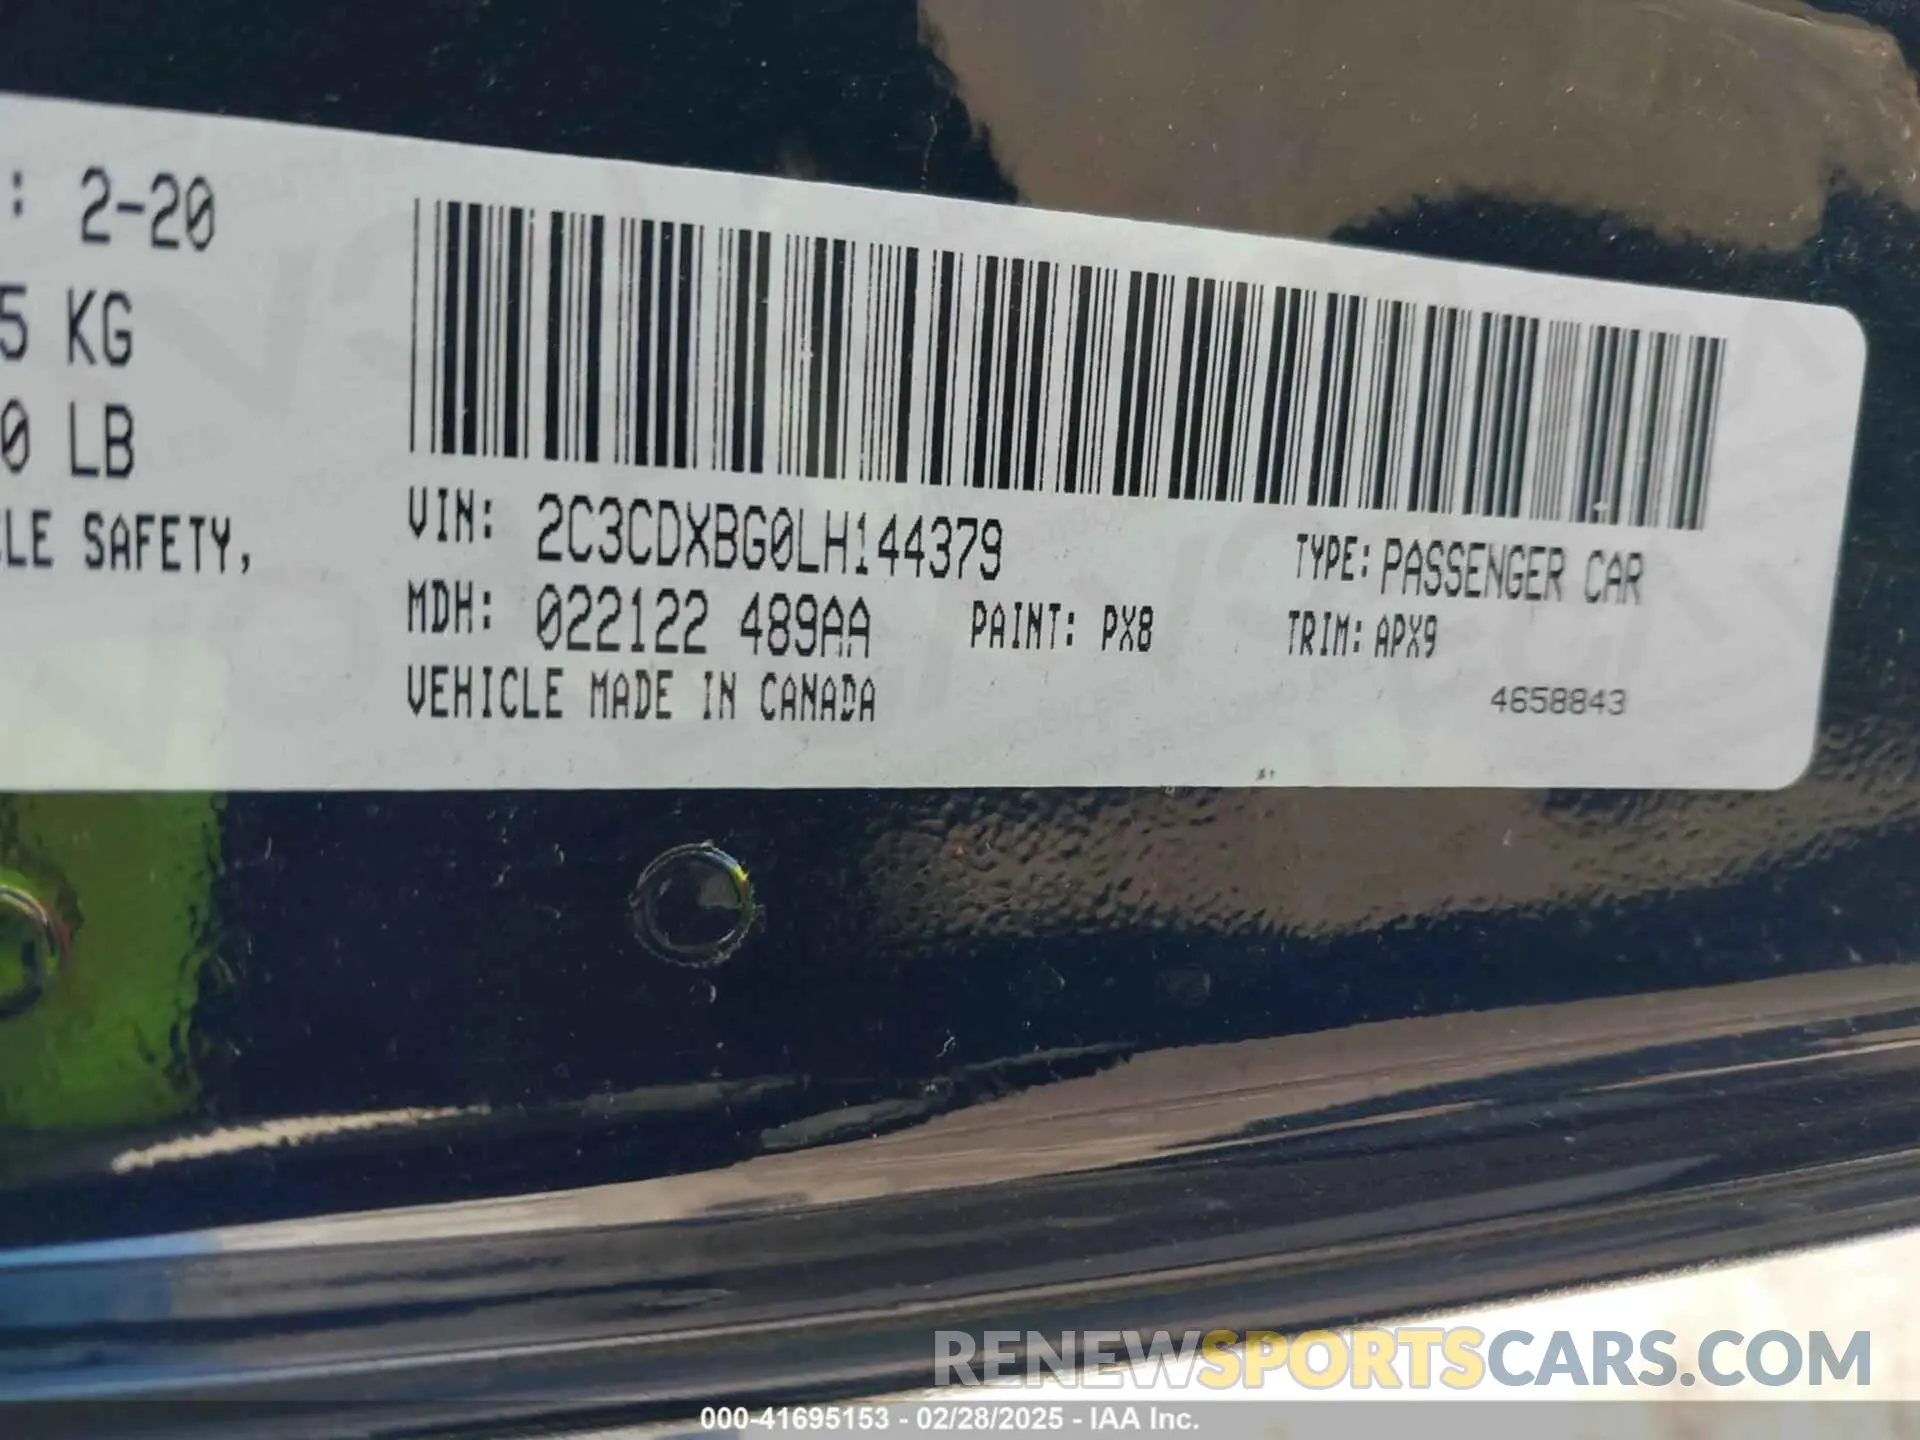 : 2-20
5 KG
0 LB
CLE SAFETY,
VIN: 2C3CDXBG0LH144379
TYPE: PASSENGER CAR
MDH: 022122 489AA
PAINT: PX8
TRIM: APX9
VEHICLE MADE IN CANADA
4658843
RENEWSPORTSCARS.COM
000-41695153 - 02/28/2025 - IAA Inc.